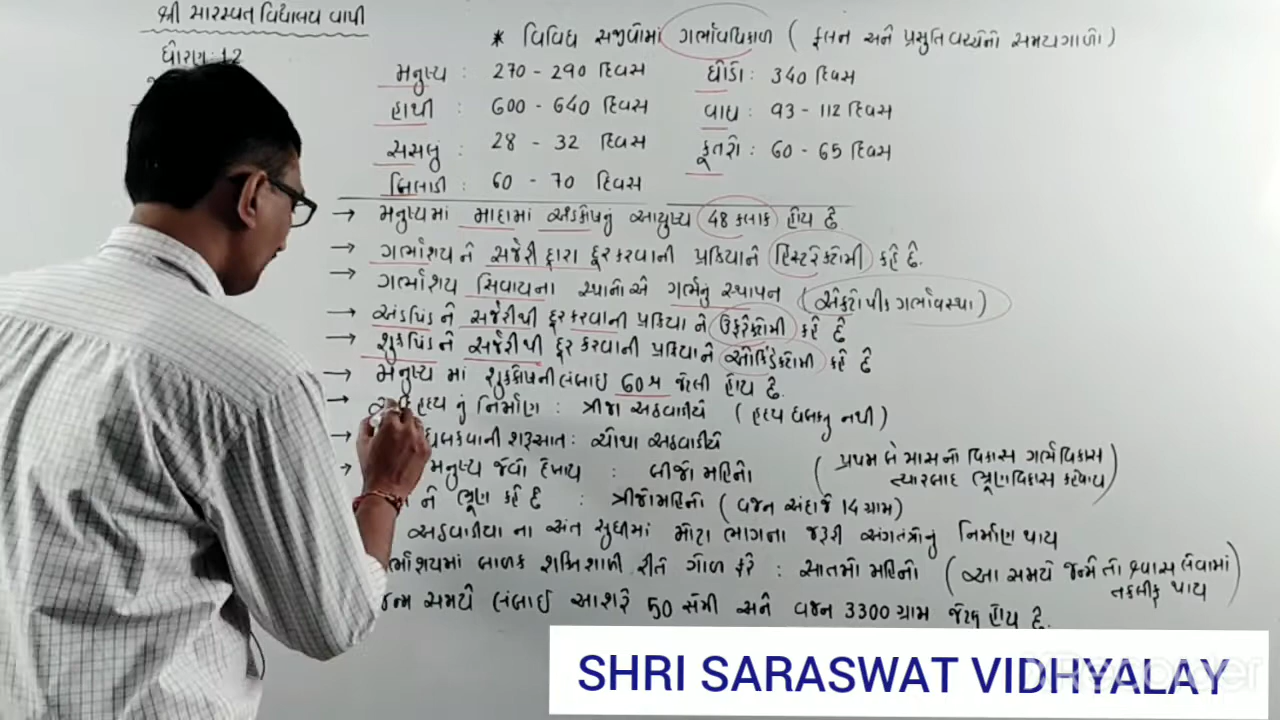 શ્રી સારસ્વત વિદ્યાલય વાપી
ધોરણ : 12
* વિવિધ સજીવોમાં ગર્ભાવધિકાળ ( ફલન અને પ્રસુતિ વચ્ચેનો સમયગાળો )
મનુષ્ય : 270 - 290 દિવસ
ઘોડો : 340 દિવસ
હાથી : 600 - 640 દિવસ
વાઘ : 93 - 112 દિવસ
સસલું : 28 - 32 દિવસ
કૂતરો : 60 - 65 દિવસ
બિલાડી : 60 - 70 દિવસ
→ મનુષ્યમાં માદામાં અંડકોષનું આયુષ્ય 48 કલાક હોય છે.
→ ગર્ભાશય ને સર્જરી દ્વારા દૂર કરવાની પ્રક્રિયાને હિસ્ટરેક્ટોમી કહે છે.
→ ગર્ભાશય સિવાયના સ્થાનોએ ગર્ભનું સ્થાપન ( એક્ટોપીક ગર્ભાવસ્થા )
→ અંડપિંડ ને સર્જરીથી દૂર કરવાની પ્રક્રિયા ને કહે છે
→ શુક્રપિંડ ને સર્જરીથી દૂર કરવાની પ્રક્રિયાને કહે છે
→ મનુષ્ય માં શુક્રકોષની લંબાઈ 60 જેટલી હોય છે.
→ હૃદય નું નિર્માણ : ત્રીજા અઠવાડીયે ( હૃદય ધબકતુ નથી )
→ ધબકવાની શરૂઆત : ચોથા અઠવાડીયે
→ મનુષ્ય જેવો દેખાય : બીજો મહિનો ( પ્રથમ બે માસનો વિકાસ ગર્ભવિકાસ
ત્યારબાદ ભ્રૂણવિકાસ કહેવાય )
ને ભ્રૂણ કહે છે : ત્રીજો મહિનો ( વજન અંદાજે 14 ગ્રામ )
અઠવાડીયા ના અંત સુધીમાં મોટા ભાગના જરૂરી અંગતંત્રોનું નિર્માણ થાય
બાળક શક્તિશાળી રીતે ગોળ ફરે : સાતમો મહિનો ( આ સમયે જન્મે તો શ્વાસ લેવામાં
તકલીફ થાય )
જન્મ સમયે લંબાઈ આશરે 50 સેમી અને વજન 3300 ગ્રામ જેટલુ હોય છે.
SHRI SARASWAT VIDHYALAY